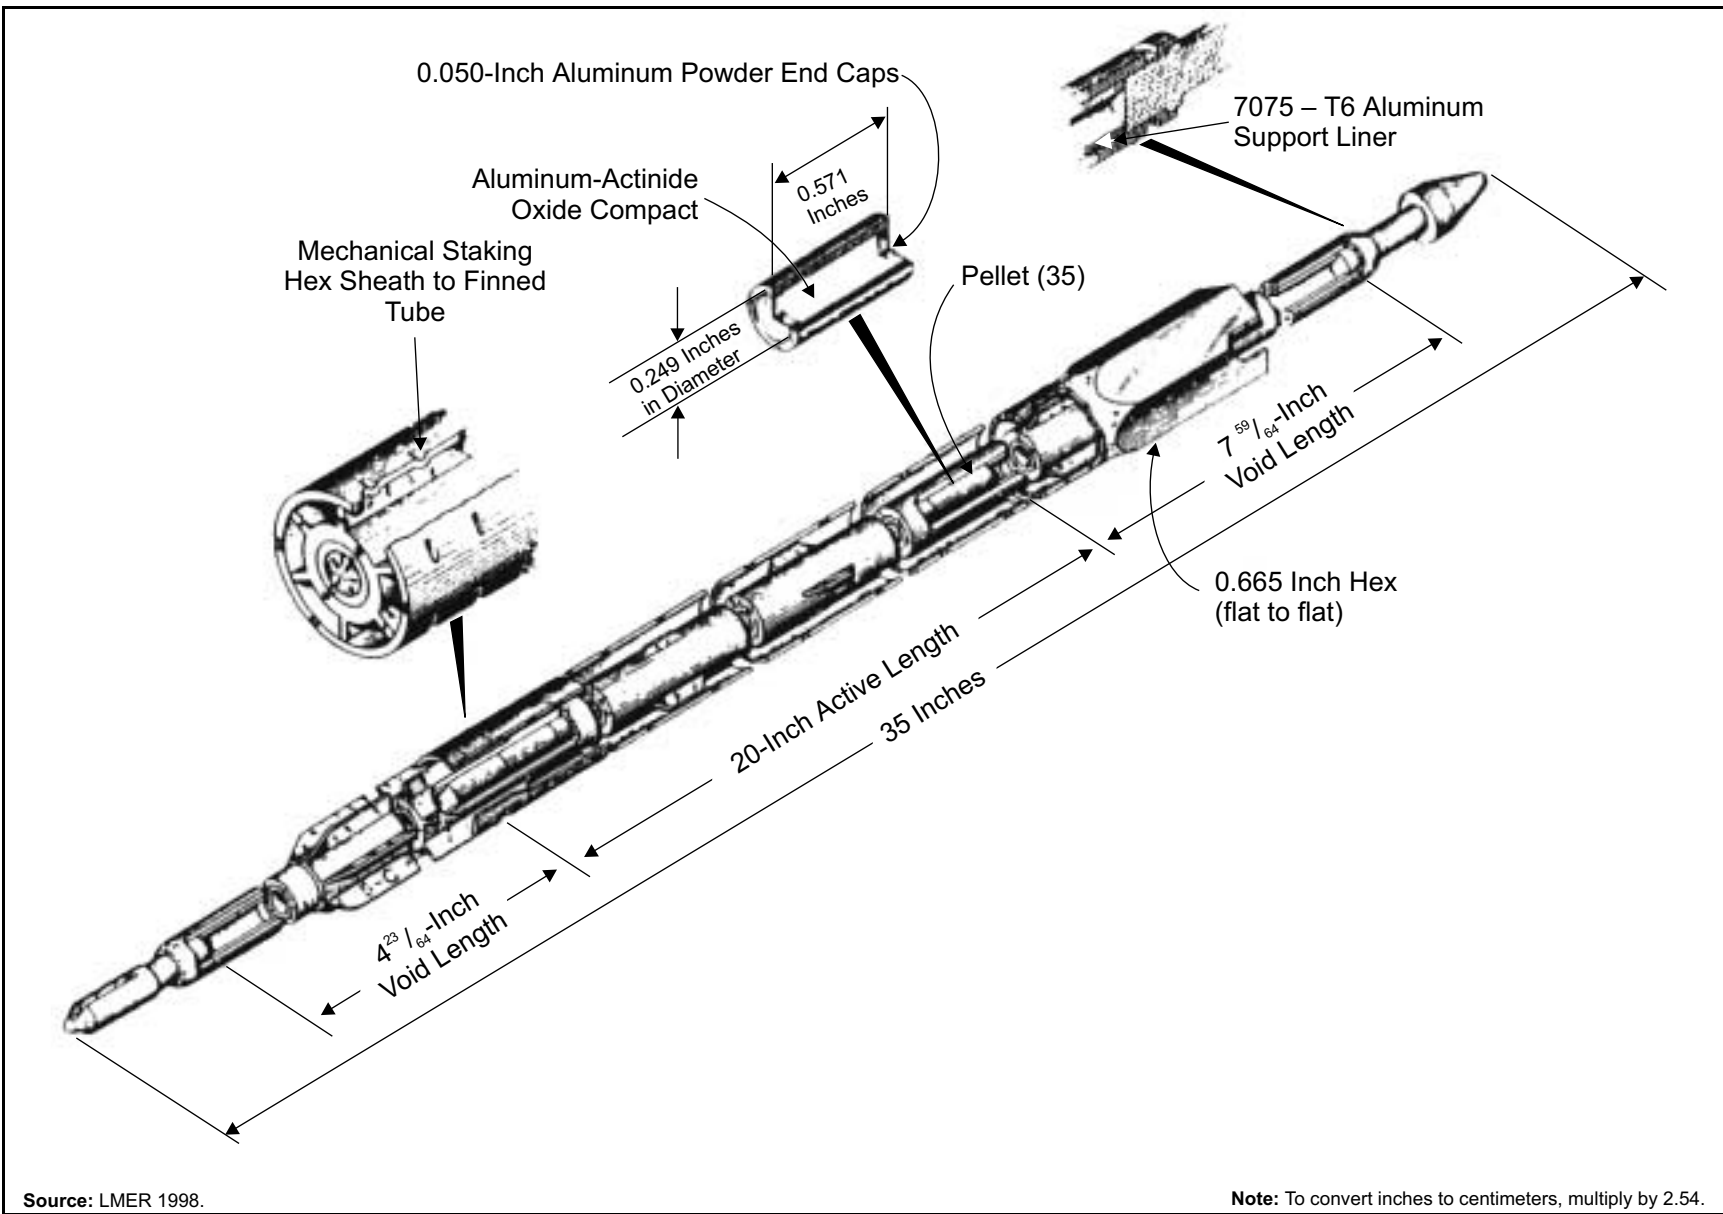 0.050-Inch Aluminum Powder End Caps
7075 – T6 Aluminum
Support Liner
Aluminum-Actinide
Oxide Compact
0.571
Inches
Mechanical Staking
Hex Sheath to Finned
Tube
Pellet (35)
0.249 Inches
in Diameter
7 59/64-Inch
Void Length
0.665 Inch Hex
(flat to flat)
20-Inch Active Length
35 Inches
4 23/64-Inch
Void Length
Source: LMER 1998.
Note: To convert inches to centimeters, multiply by 2.54.